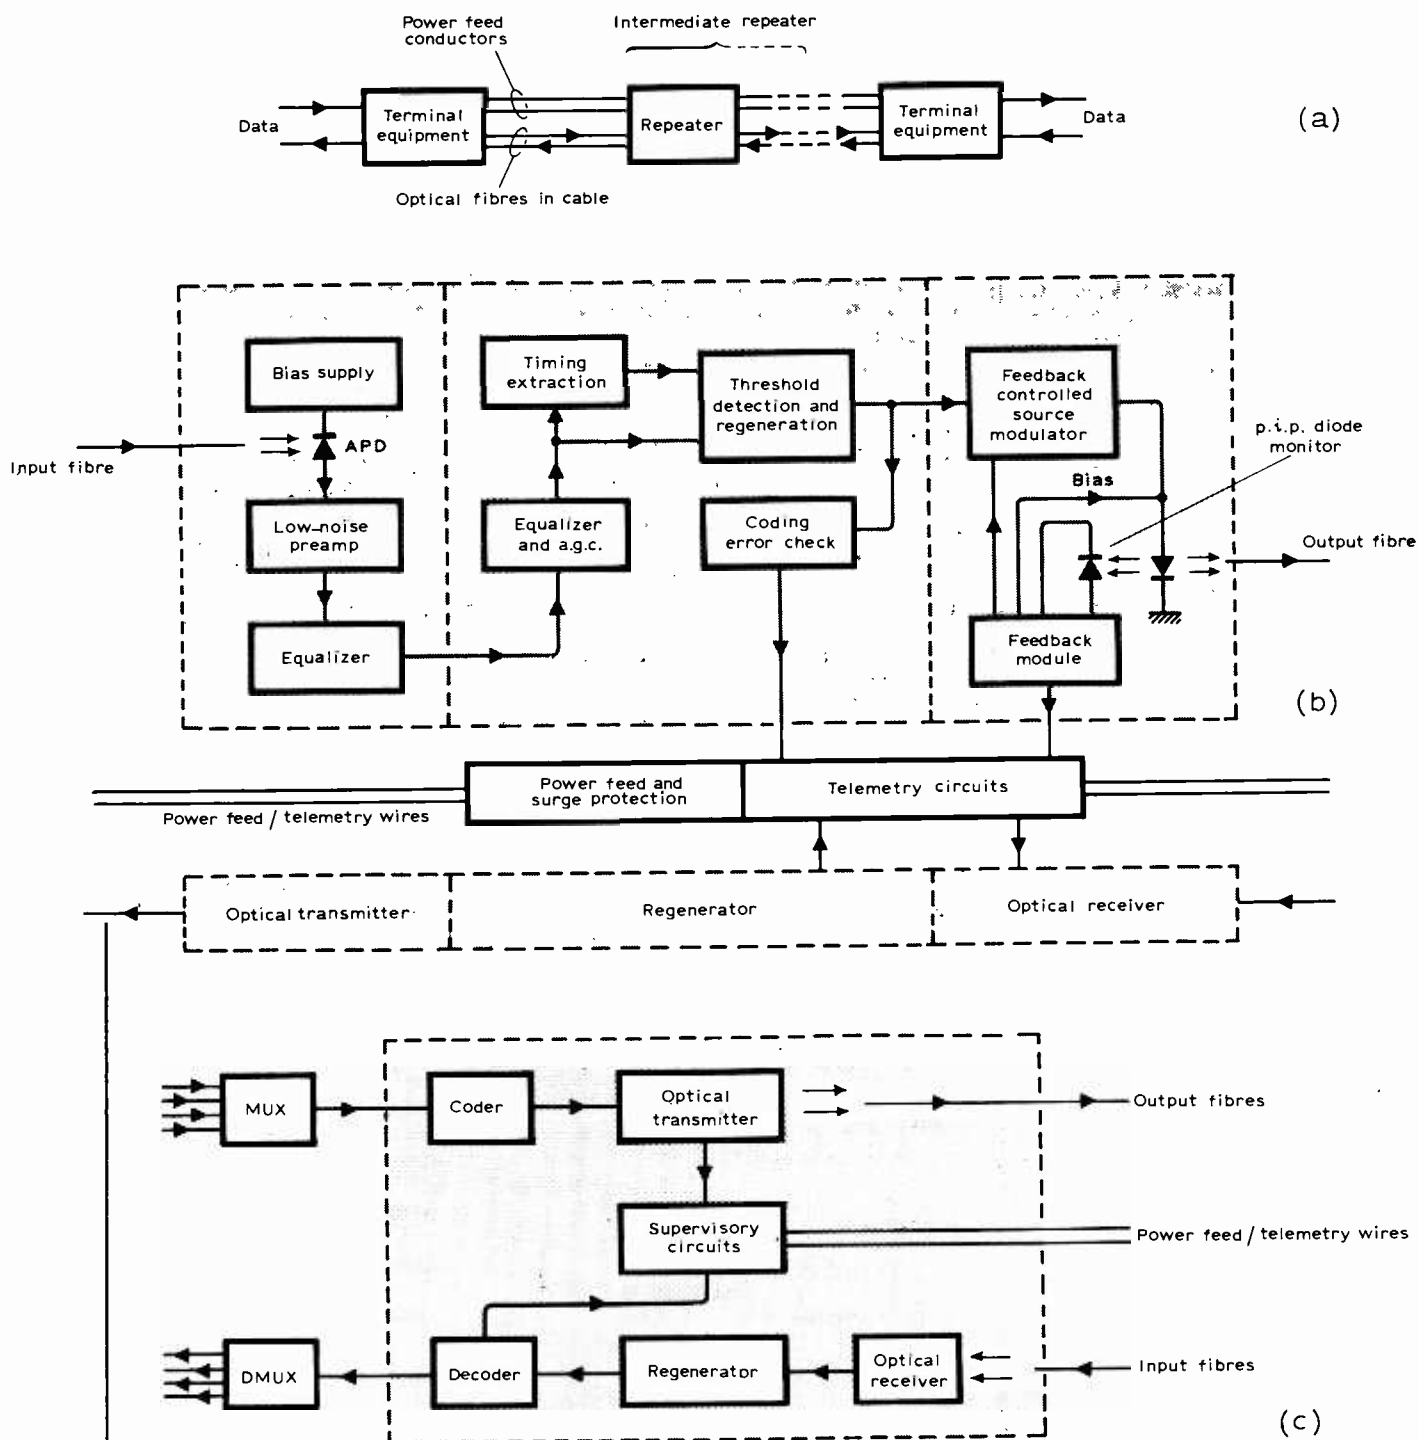 Power feed
conductors
Intermediate repeater
Data
Terminal
equipment
Repeater
Terminal
equipment
Data
(a)
Optical fibres in cable
Bias supply
Timing
extraction
Threshold
detection and
regeneration
Feedback
controlled
source
modulator
p.i.p. diode
monitor
Input fibre
APD
Bias
Low-noise
preamp
Equalizer
and a.g.c.
Coding
error check
Output fibre
Equalizer
Feedback
module
(b)
Power feed and
surge protection
Telemetry circuits
Power feed / telemetry wires
Optical transmitter
Regenerator
Optical receiver
MUX
Coder
Optical
transmitter
Output fibres
Supervisory
circuits
Power feed / telemetry wires
DMUX
Decoder
Regenerator
Optical
receiver
Input fibres
(c)